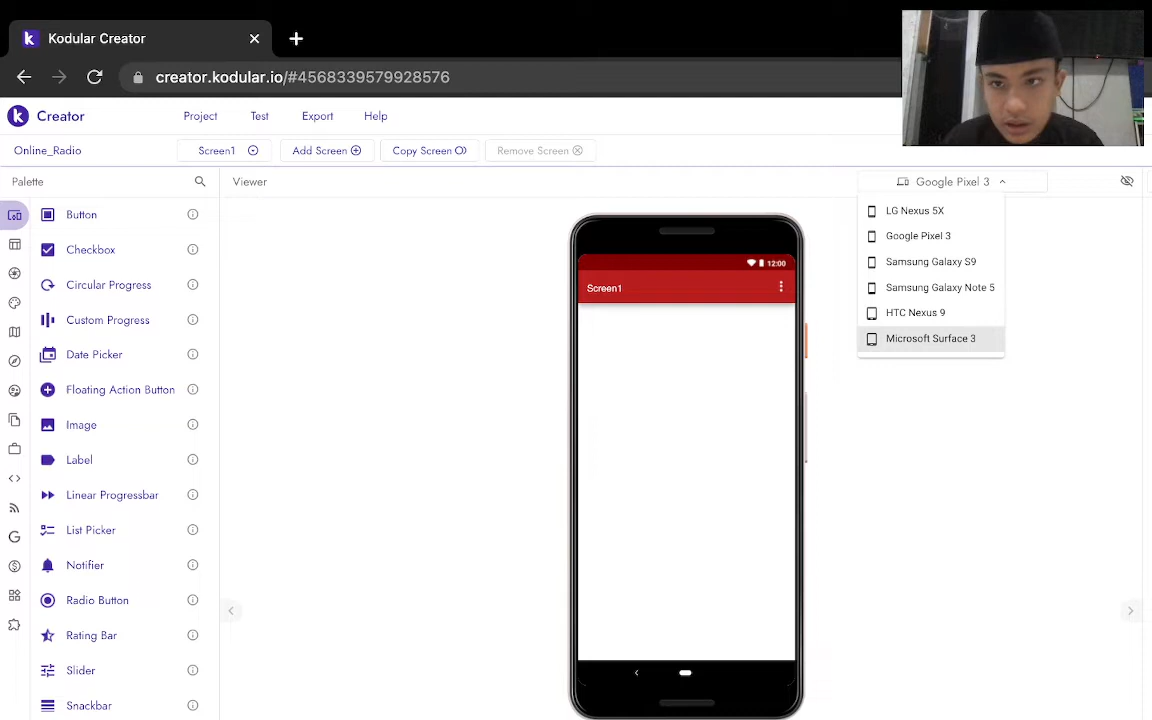 Kodular Creator
creator.kodular.io/#4568339579928576
Creator
Project
Test
Export
Help
Online_Radio
Screen1
Add Screen
Copy Screen
Remove Screen
Palette
Viewer
Google Pixel 3
LG Nexus 5X
Google Pixel 3
Samsung Galaxy S9
Samsung Galaxy Note 5
HTC Nexus 9
Microsoft Surface 3
Button
Checkbox
Circular Progress
Custom Progress
Date Picker
Floating Action Button
Image
Label
Linear Progressbar
List Picker
Notifier
Radio Button
Rating Bar
Slider
Snackbar
12:00
Screen1